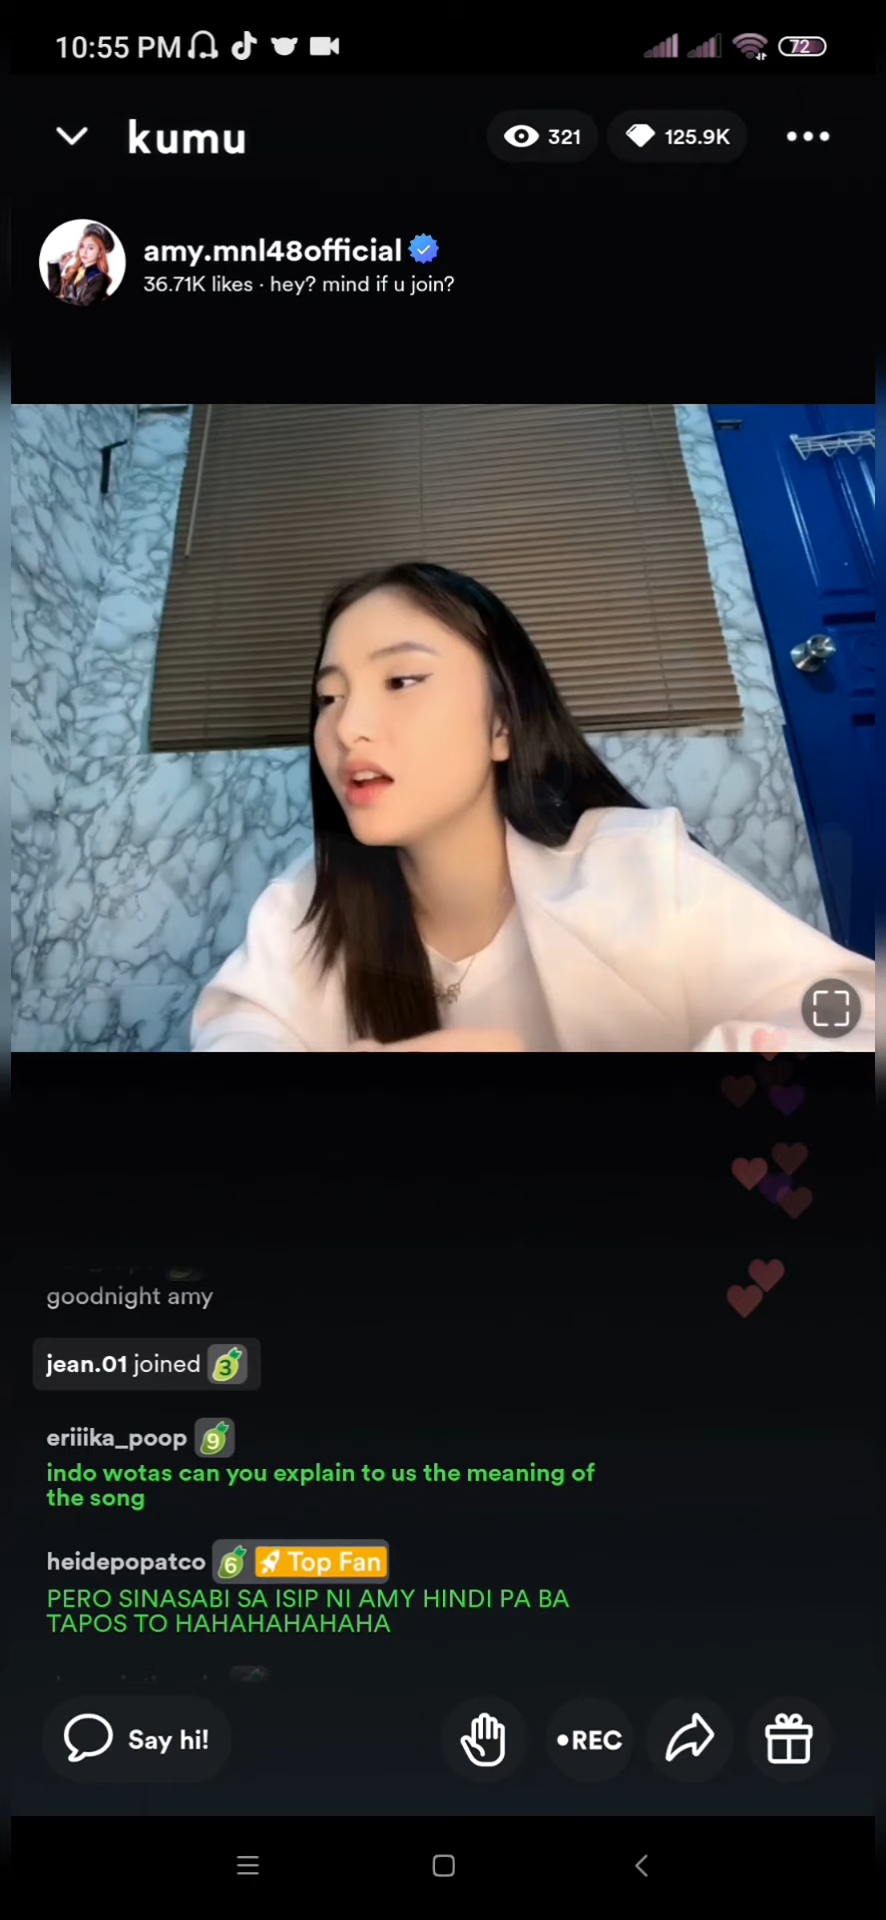 10:55 PM
72
kumu
321
125.9K
amy.mnl48official
36.71K likes · hey? mind if u join?
goodnight amy
jean.01 joined 3
eriiika_poop 9
indo wotas can you explain to us the meaning of
the song
heidepopatco 6 Top Fan
PERO SINASABI SA ISIP NI AMY HINDI PA BA
TAPOS TO HAHAHAHAHAHA
Say hi!
•REC